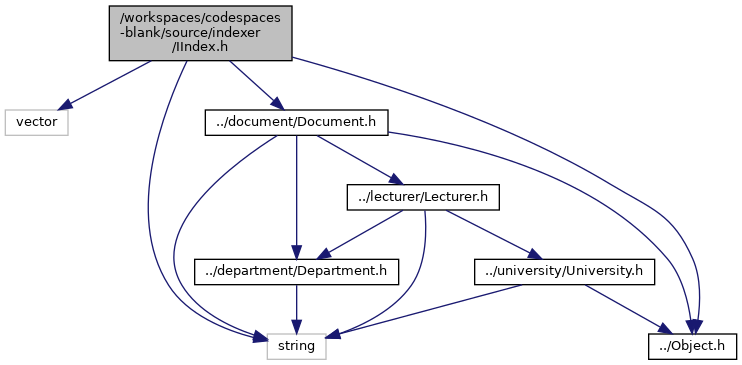 /workspaces/codespaces
-blank/source/indexer
/IIndex.h
vector
../document/Document.h
../lecturer/Lecturer.h
../department/Department.h
../university/University.h
string
../Object.h